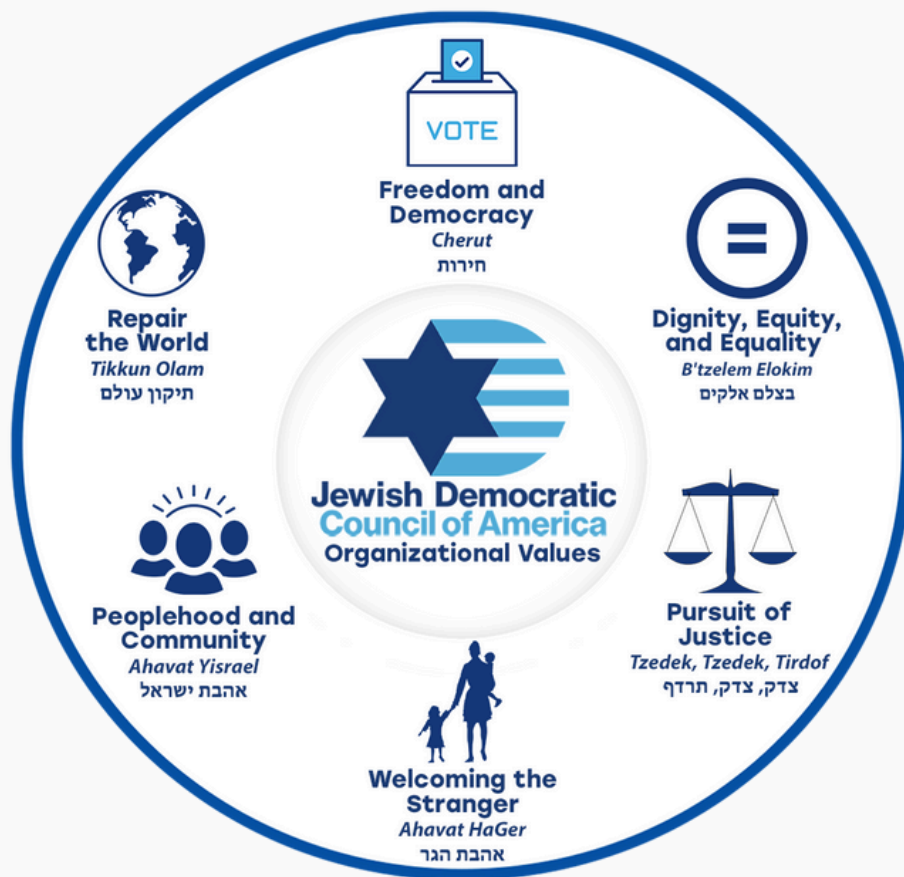 VOTE
Freedom and
Democracy
Cherut
חירות
Dignity, Equity,
and Equality
B'tzelem Elokim
בצלם אלקים
Pursuit of
Justice
Tzedek, Tzedek, Tirdof
צדק, צדק, תרדף
Welcoming the
Stranger
Ahavat HaGer
אהבת הגר
Peoplehood and
Community
Ahavat Yisrael
אהבת ישראל
Repair
the World
Tikkun Olam
תיקון עולם
Jewish Democratic
Council of America
Organizational Values